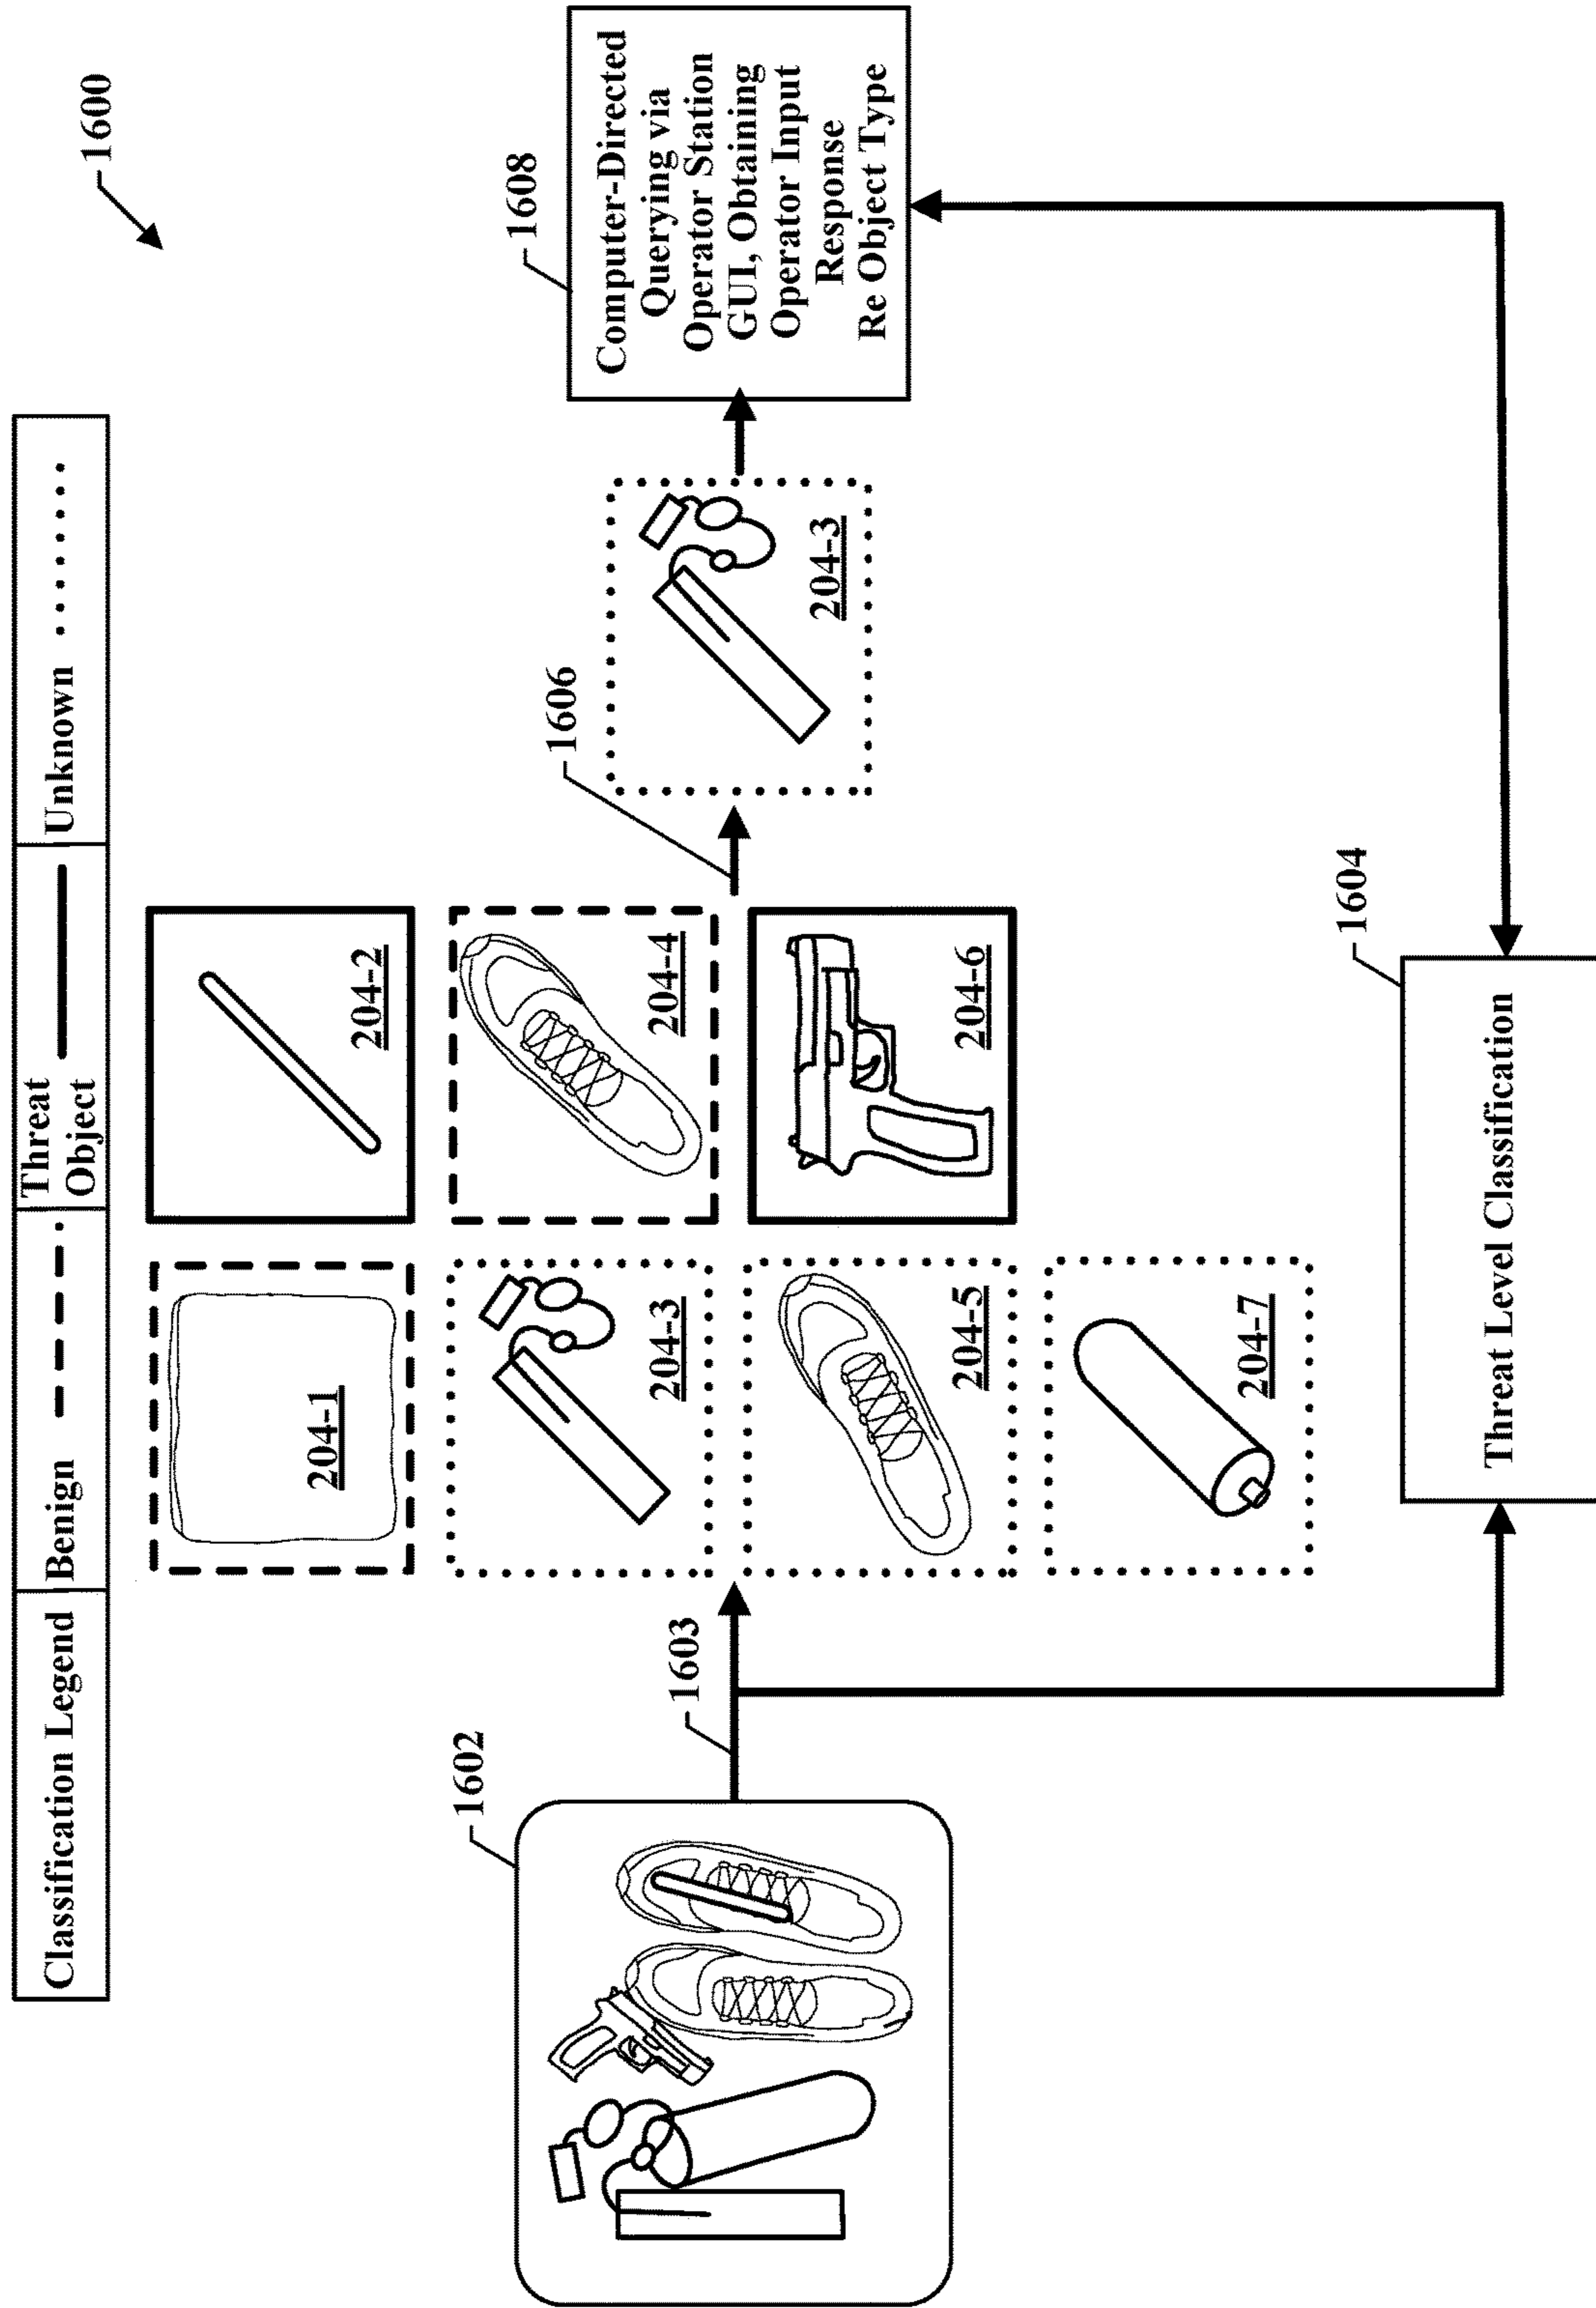 Classification Legend
Benign
Threat
Object
Unknown
1600
1602
1603
204-1
204-2
204-3
204-4
204-5
204-6
204-7
1606
204-3
1608
Computer-Directed
Querying via
Operator Station
GUI, Obtaining
Operator Input
Response
Re Object Type
1604
Threat Level Classification